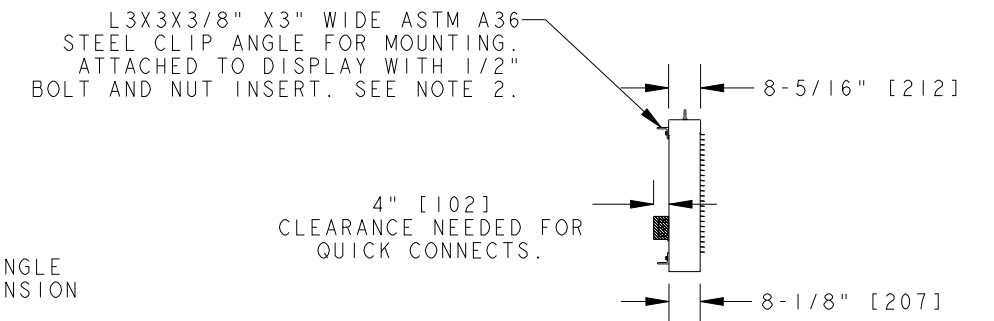 L3X3X3/8" X3" WIDE ASTM A36
STEEL CLIP ANGLE FOR MOUNTING.
ATTACHED TO DISPLAY WITH 1/2"
BOLT AND NUT INSERT. SEE NOTE 2.
8-5/16" [212]
4" [102]
CLEARANCE NEEDED FOR
QUICK CONNECTS.
NGLE
NSION
8-1/8" [207]